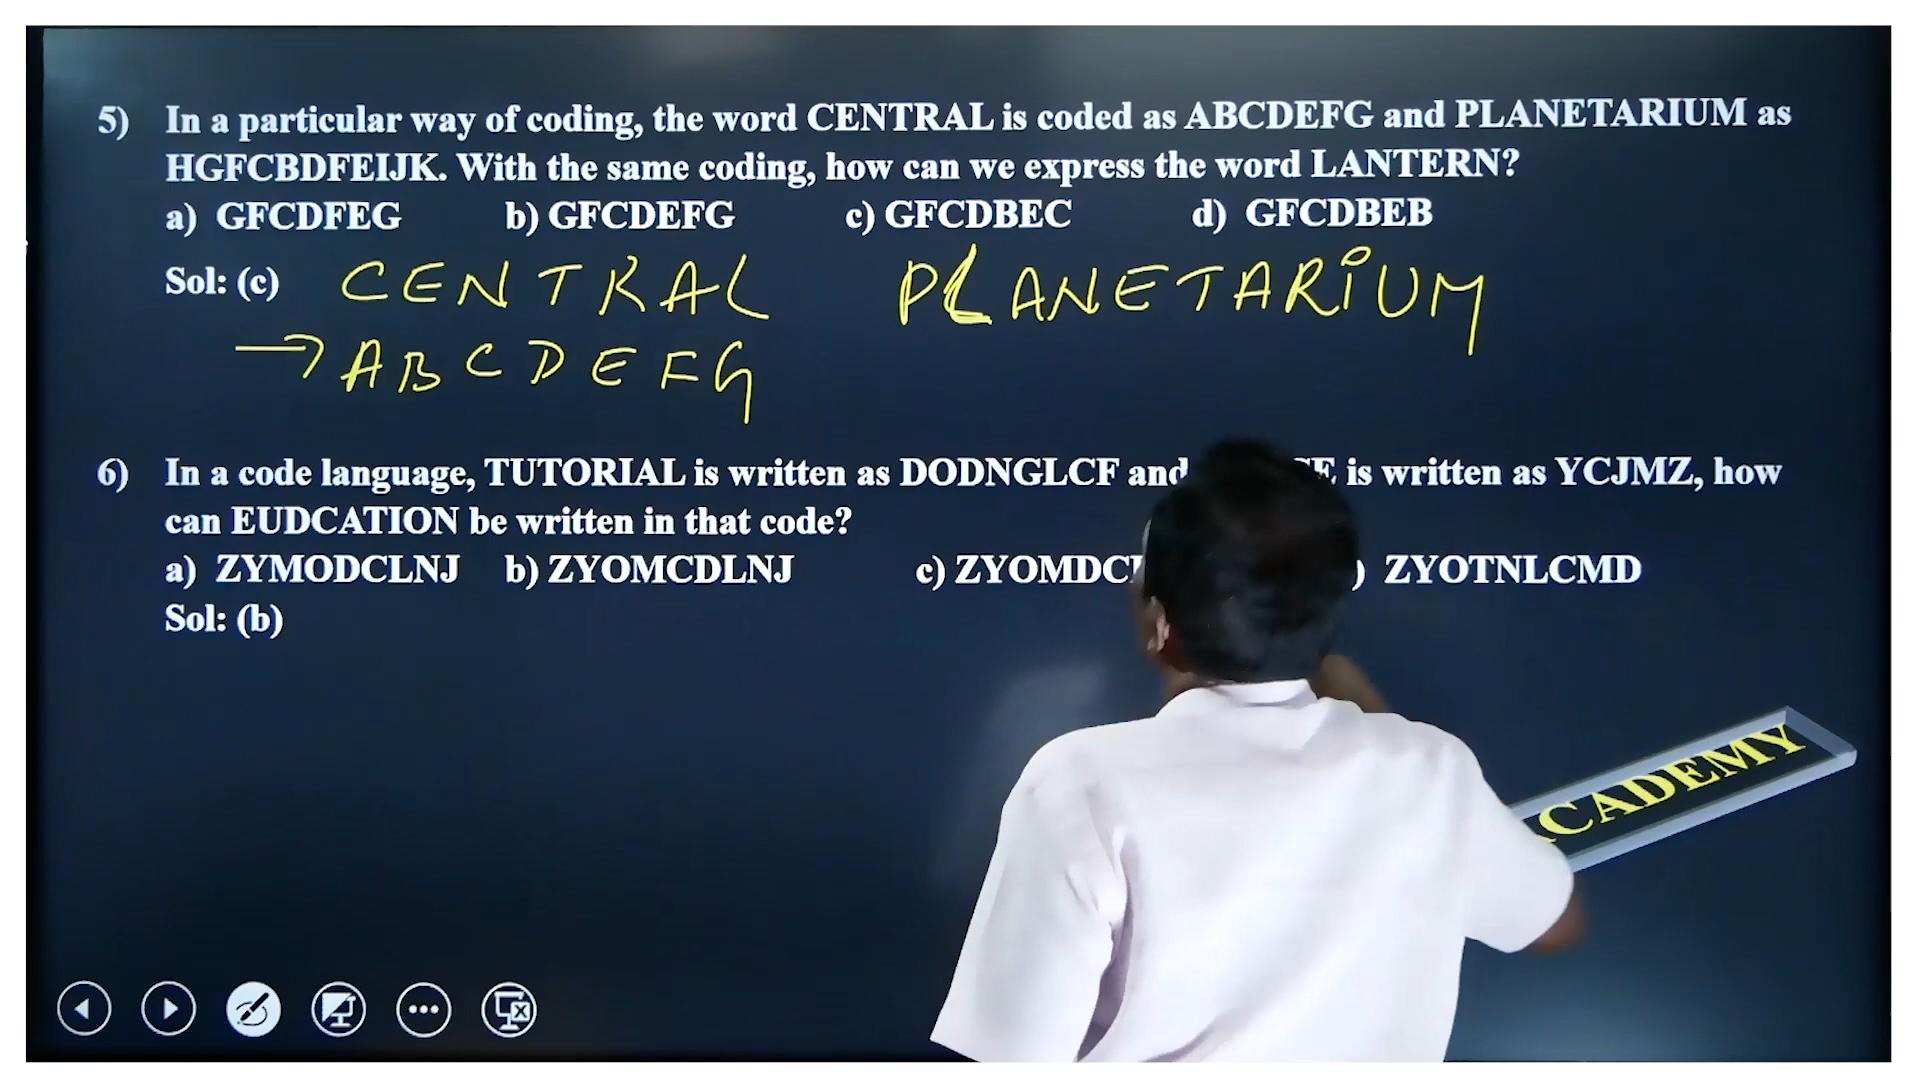 5) In a particular way of coding, the word CENTRAL is coded as ABCDEFG and PLANETARIUM as
HGFCBDFEIJK. With the same coding, how can we express the word LANTERN?
a) GFCDFEG b) GFCDEFG c) GFCDBEC d) GFCDBEB
Sol: (c) CENTRAL PLANETARIUM
→ ABCDEFG
6) In a code language, TUTORIAL is written as DODNGLCF and is written as YCJMZ, how
can EUDCATION be written in that code?
a) ZYMODCLNJ b) ZYOMCDLNJ c) ) ZYOTNLCMD
Sol: (b)
CADEMY